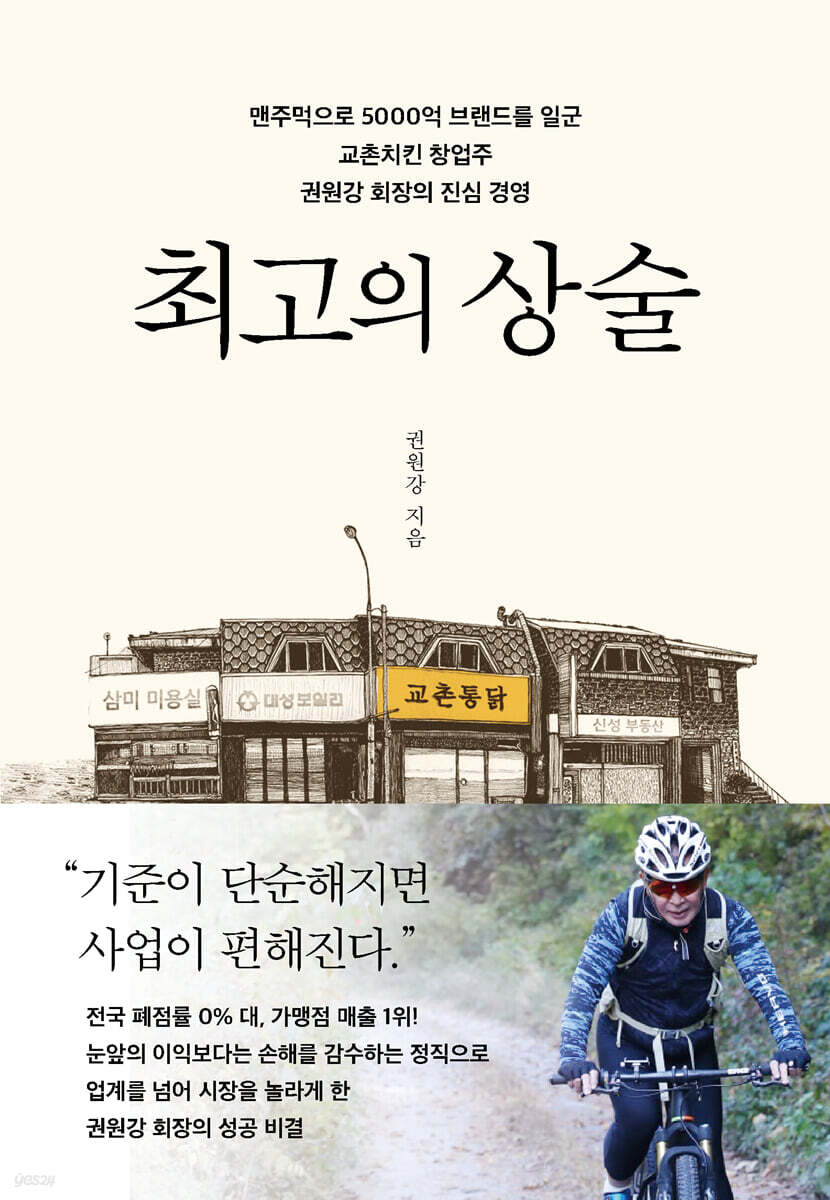 맨주먹으로 5000억 브랜드를 일군
교촌치킨 창업주
권원강 회장의 진심 경영
최고의 상술
권원강 지음
삼미 미용실
대성보일러
교촌통닭
신성 부동산
“기준이 단순해지면
사업이 편해진다.”
전국 폐점률 0% 대, 가맹점 매출 1위!
눈앞의 이익보다는 손해를 감수하는 정직으로
업계를 넘어 시장을 놀라게 한
권원강 회장의 성공 비결
yes24